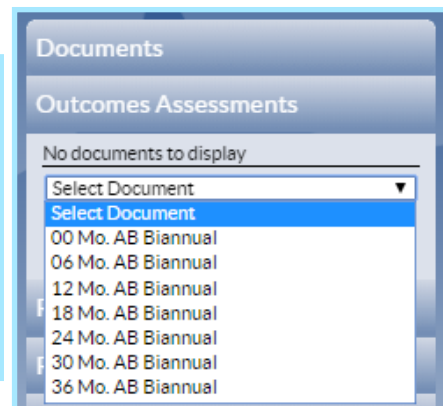 Documents
Outcomes Assessments
No documents to display
Select Document
Select Document
00 Mo. AB Biannual
06 Mo. AB Biannual
12 Mo. AB Biannual
18 Mo. AB Biannual
24 Mo. AB Biannual
30 Mo. AB Biannual
36 Mo. AB Biannual